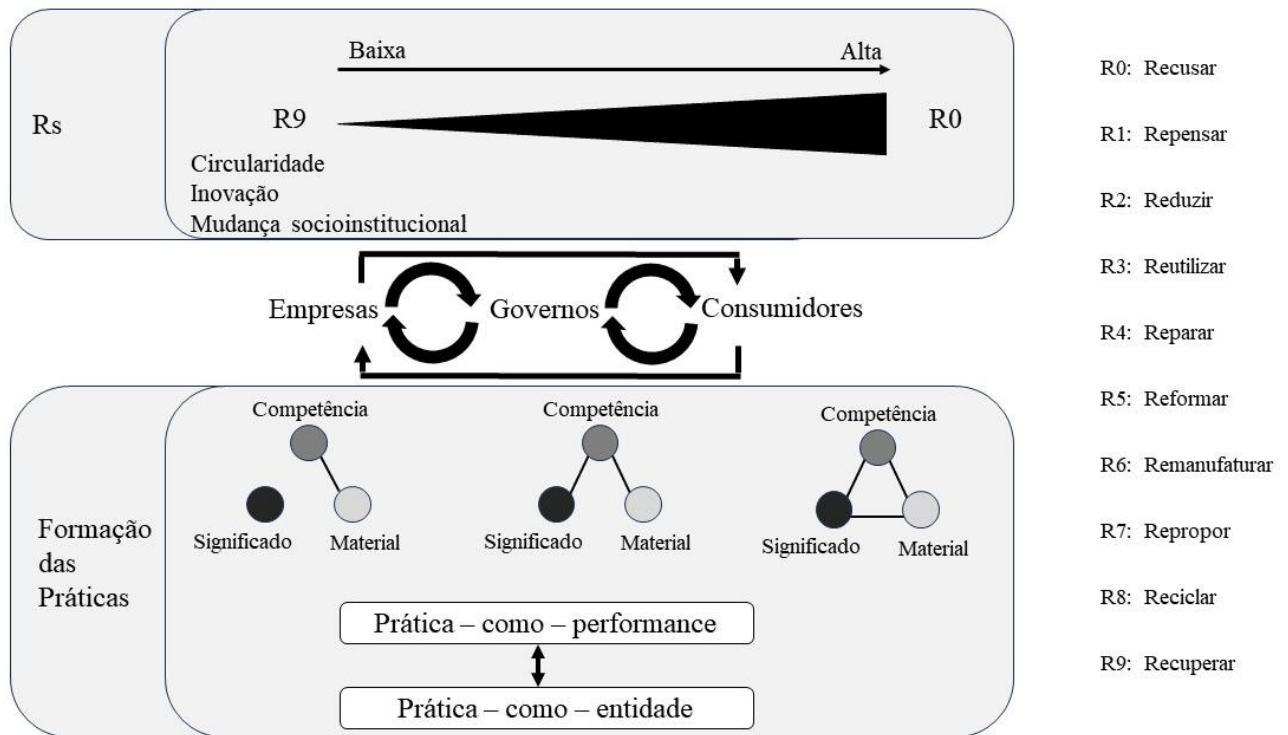 Baixa
Alta
Rs
R9
R0
Circularidade
Inovação
Mudança socioinstitucional
Empresas
Governos
Consumidores
Competência
Competência
Competência
Significado
Material
Significado
Material
Significado
Material
Formação
das
Práticas
Prática – como – performance
Prática – como – entidade
R0: Recusar
R1: Repensar
R2: Reduzir
R3: Reutilizar
R4: Reparar
R5: Reformar
R6: Remanufaturar
R7: Repropor
R8: Reciclar
R9: Recuperar